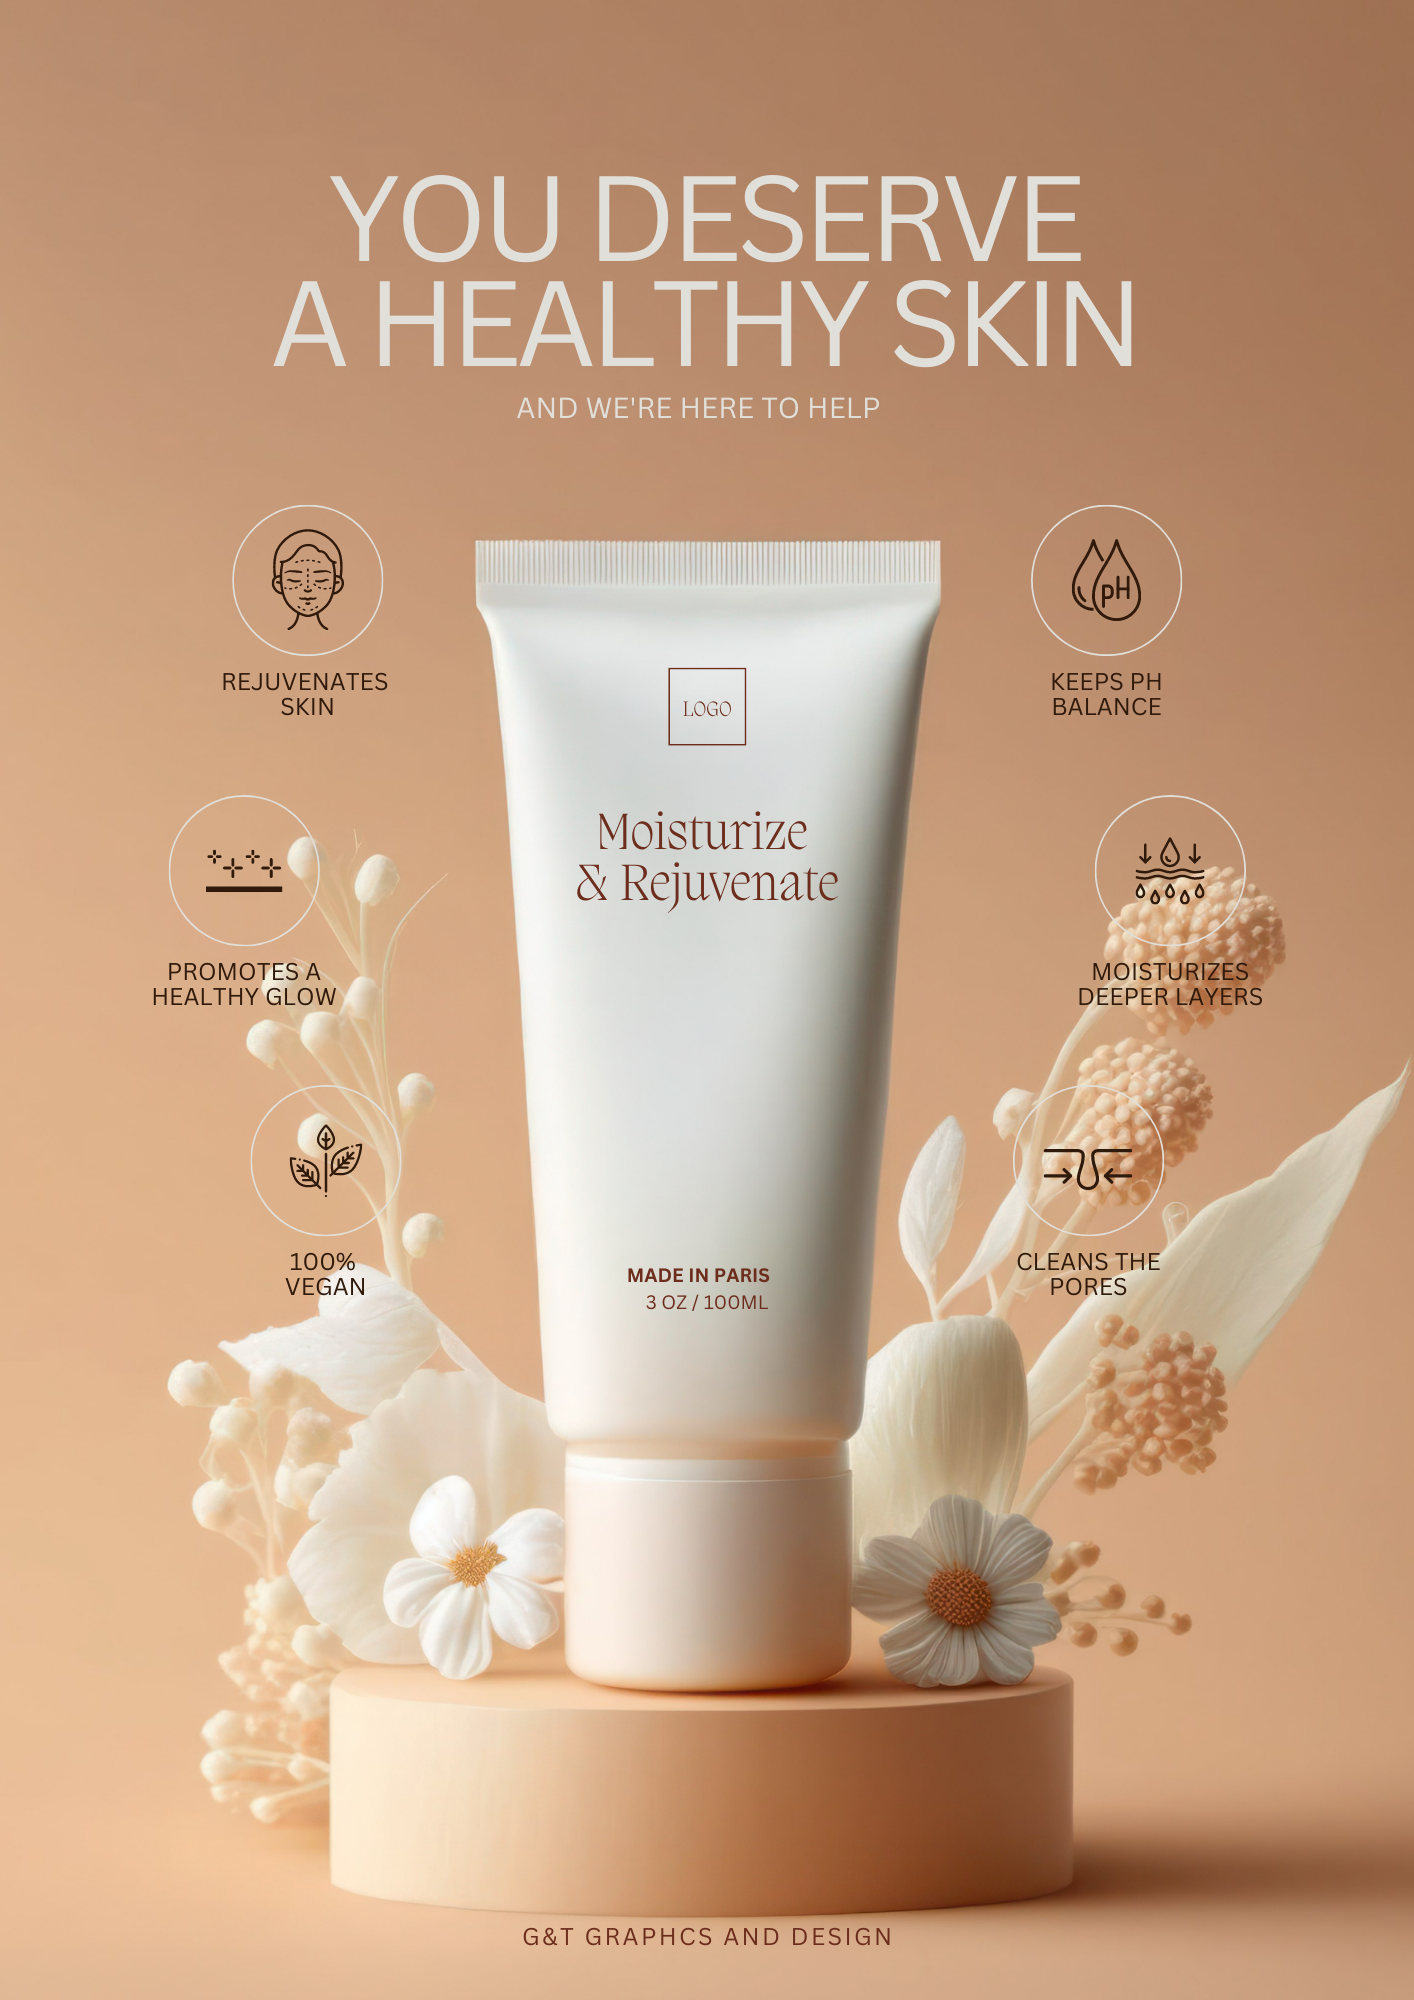 YOU DESERVE
A HEALTHY SKIN
AND WE'RE HERE TO HELP
REJUVENATES
SKIN
PROMOTES A
HEALTHY GLOW
100%
VEGAN
LOGO
Moisturize
& Rejuvenate
MADE IN PARIS
3 OZ / 100ML
pH
KEEPS PH
BALANCE
MOISTURIZES
DEEPER LAYERS
CLEANS THE
PORES
G&T GRAPHCS AND DESIGN